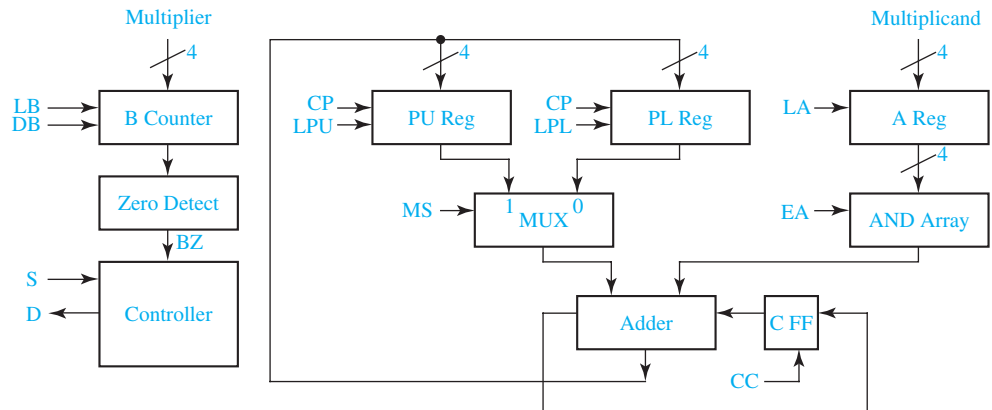 Multiplier
Multiplicand
4
4
4
4
LB
DB
B Counter
CP
LPU
PU Reg
CP
LPL
PL Reg
LA
A Reg
4
Zero Detect
MS
1
0
MUX
EA
AND Array
BZ
S
D
Controller
Adder
C FF
CC